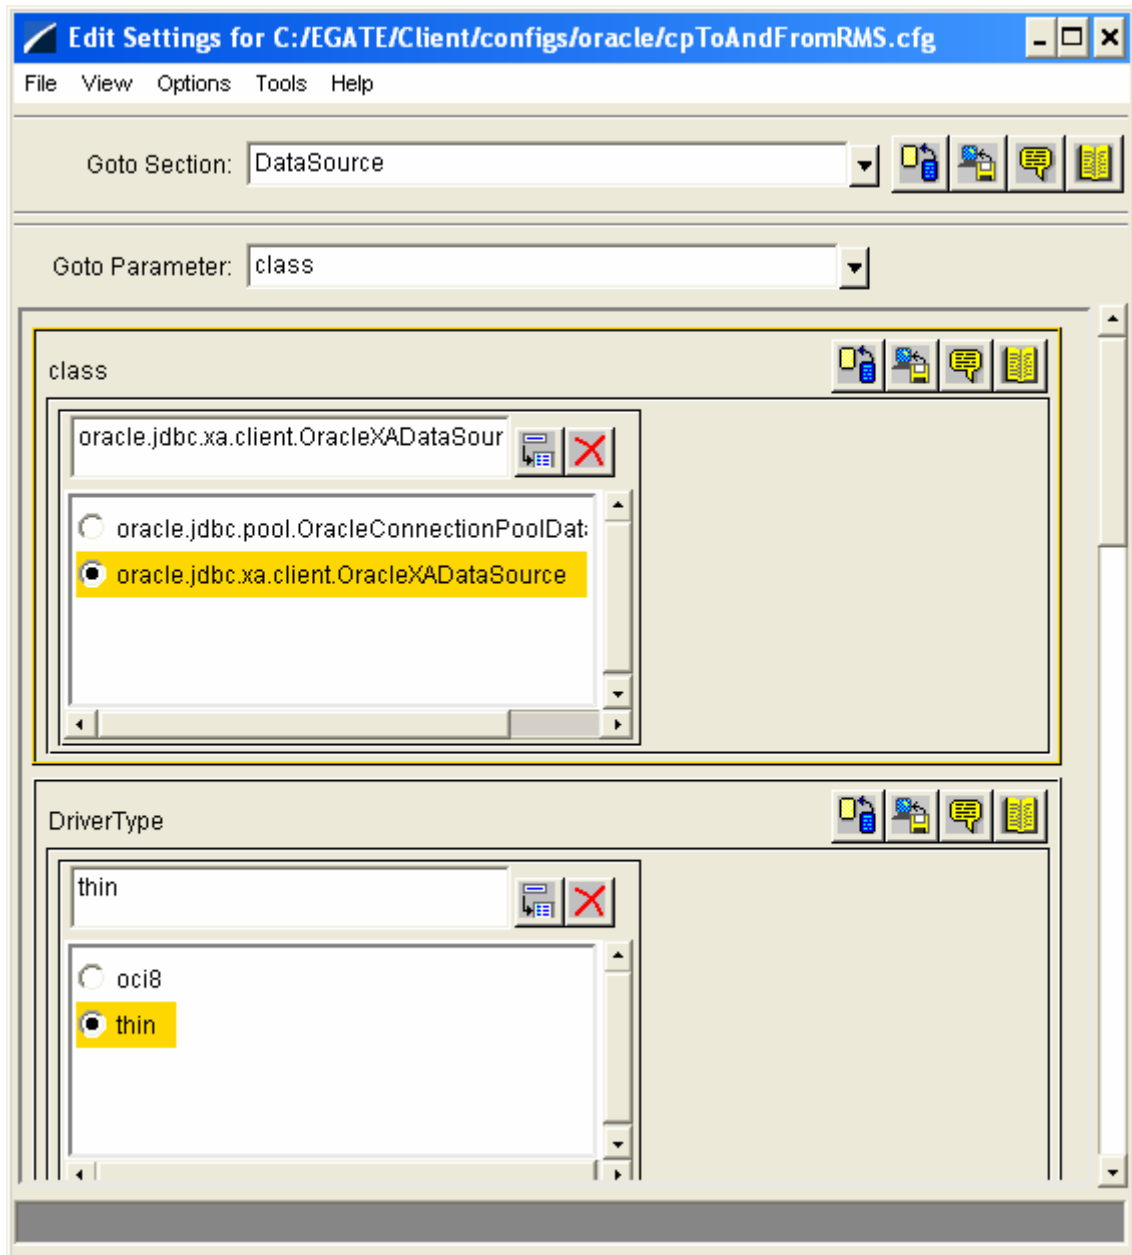 Edit Settings for C:/EGATE/Client/configs/oracle/cpToAndFromRMS.cfg
File View Options Tools Help
Goto Section: DataSource
Goto Parameter: class
class
oracle.jdbc.xa.client.OracleXADataSour
oracle.jdbc.pool.OracleConnectionPoolDat
oracle.jdbc.xa.client.OracleXADataSource
DriverType
thin
oci8
thin